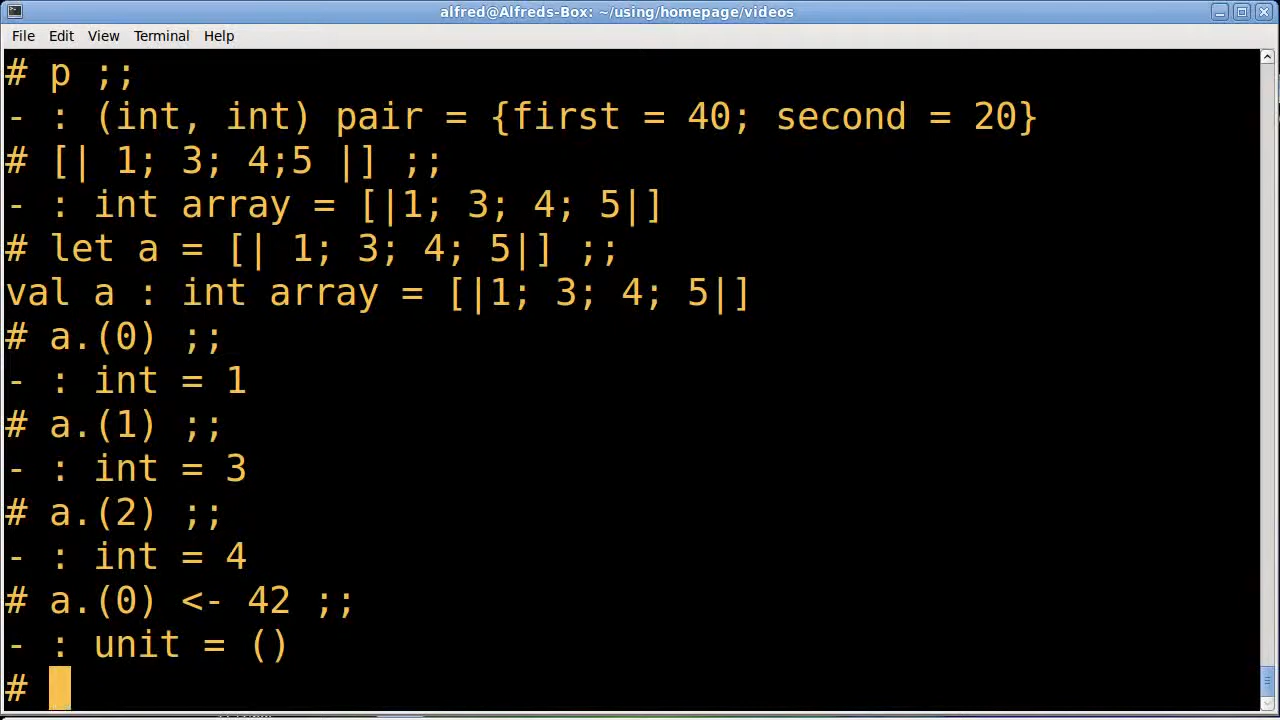 alfred@Alfreds-Box: ~/using/homepage/videos
File Edit View Terminal Help
# p ;;
- : (int, int) pair = {first = 40; second = 20}
# [| 1; 3; 4;5 |] ;;
- : int array = [|1; 3; 4; 5|]
# let a = [| 1; 3; 4; 5|] ;;
val a : int array = [|1; 3; 4; 5|]
# a.(0) ;;
- : int = 1
# a.(1) ;;
- : int = 3
# a.(2) ;;
- : int = 4
# a.(0) <- 42 ;;
- : unit = ()
#